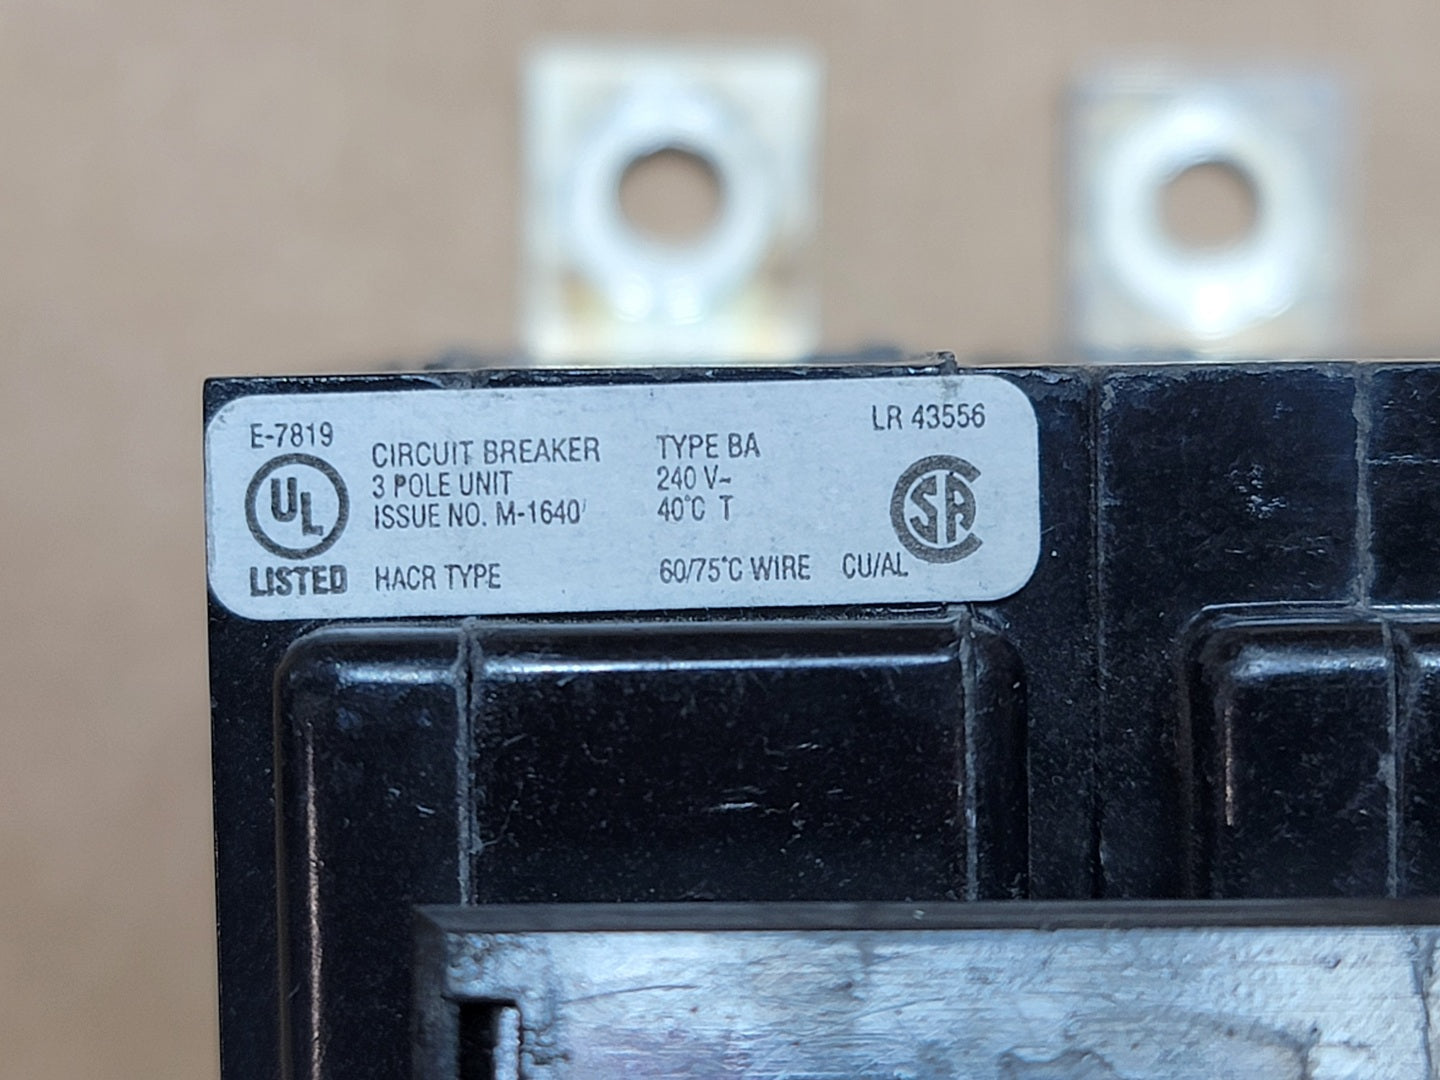 E-7819
UL
LISTED
CIRCUIT BREAKER
3 POLE UNIT
ISSUE NO. M-1640
HACR TYPE
TYPE BA
240 V~
40°C T
60/75°C WIRE CU/AL
LR 43556
SA